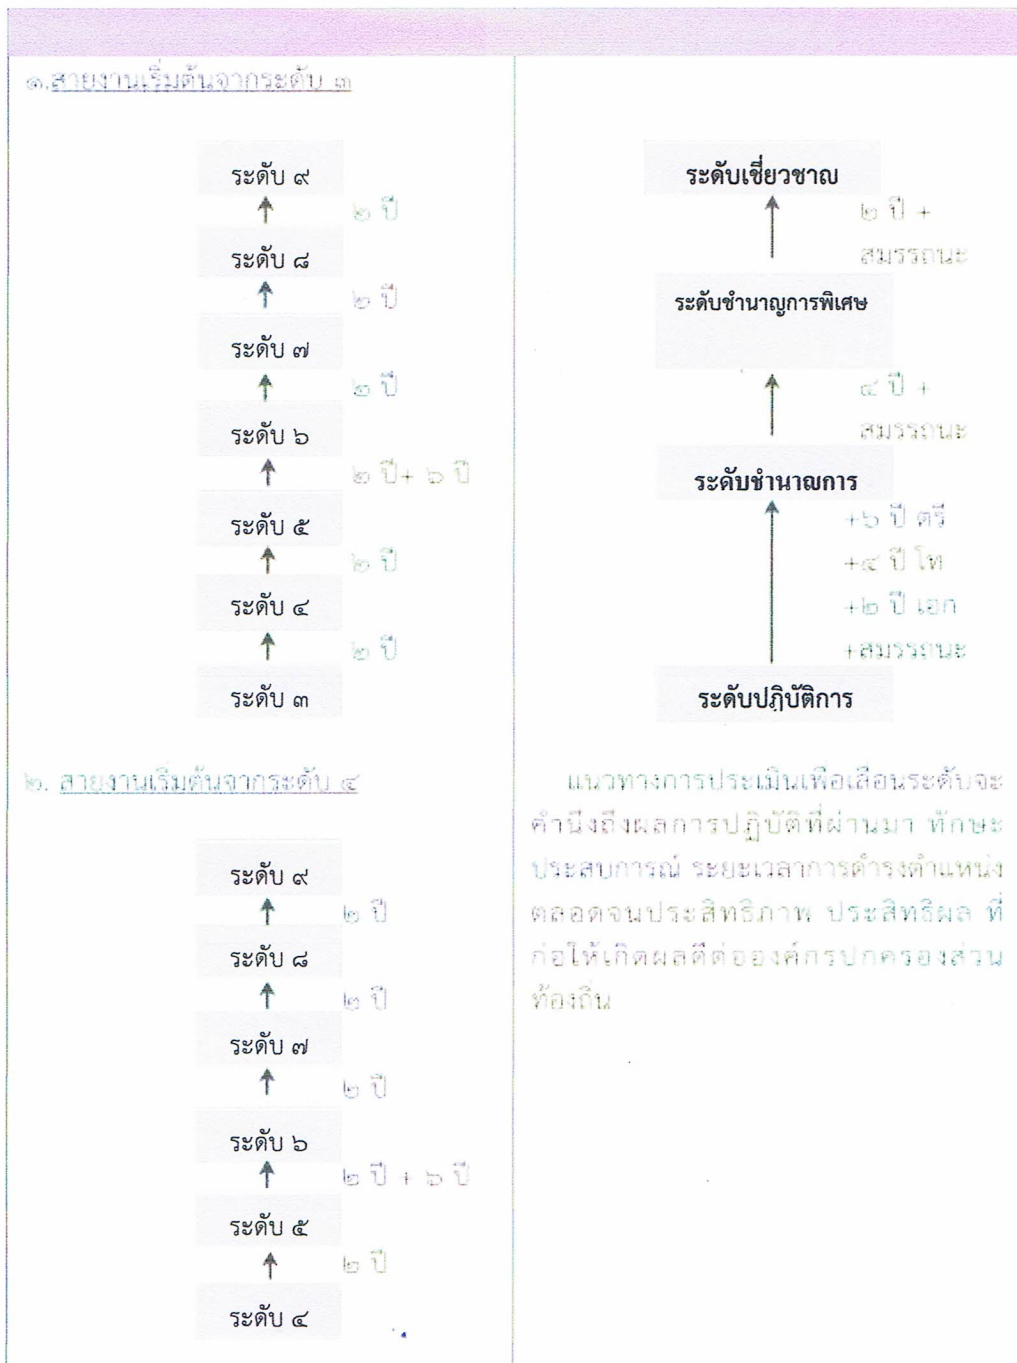 ๑.สายงานเริ่มต้นจากระดับ ๓
ระดับ ๙
๒ ปี
ระดับ ๘
๒ ปี
ระดับ ๗
๒ ปี
ระดับ ๖
๒ ปี+ ๖ ปี
ระดับ ๕
๒ ปี
ระดับ ๔
๒ ปี
ระดับ ๓
๒. สายงานเริ่มต้นจากระดับ ๔
ระดับ ๙
๒ ปี
ระดับ ๘
๒ ปี
ระดับ ๗
๒ ปี
ระดับ ๖
๒ ปี + ๖ ปี
ระดับ ๕
๒ ปี
ระดับ ๔
ระดับเชี่ยวชาญ
๒ ปี +
สมรรถนะ
ระดับชำนาญการพิเศษ
๔ ปี +
สมรรถนะ
ระดับชำนาญการ
+๖ ปี ตรี
+๔ ปี โท
+๒ ปี เอก
+สมรรถนะ
ระดับปฏิบัติการ
แนวทางการประเมินเพื่อเลื่อนระดับจะ
คำนึงถึงผลการปฏิบัติที่ผ่านมา ทักษะ
ประสบการณ์ ระยะเวลาการดำรงตำแหน่ง
ตลอดจนประสิทธิภาพ ประสิทธิผล ที่
ก่อให้เกิดผลดีต่อองค์กรปกครองส่วน
ท้องถิ่น